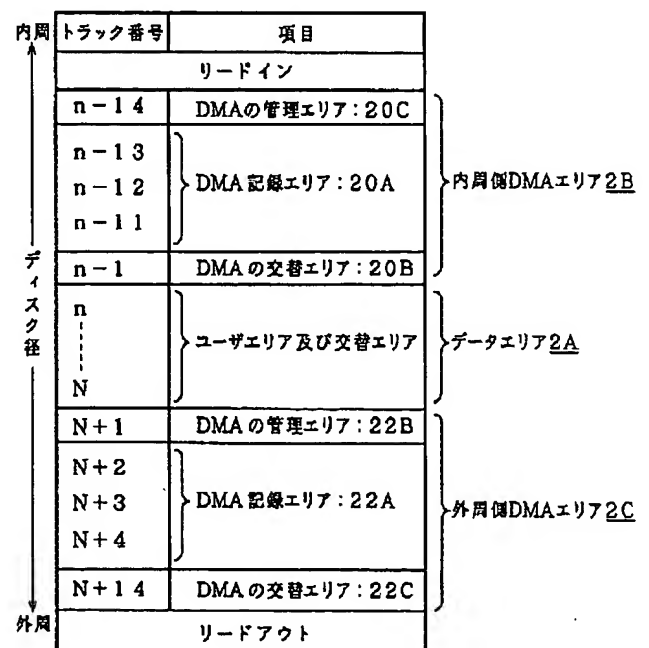 内周 トラック番号 項目
リードイン
n-14 DMAの管理エリア:20C
n-13
n-12 DMA記録エリア:20A
n-11
内周側DMAエリア2B
n-1 DMAの交替エリア:20B
ディスク径
n
ユーザエリア及び交替エリア
N
データエリア2A
N+1 DMAの管理エリア:22B
N+2
N+3 DMA記録エリア:22A
N+4
外周側DMAエリア2C
N+14 DMAの交替エリア:22C
外周 リードアウト